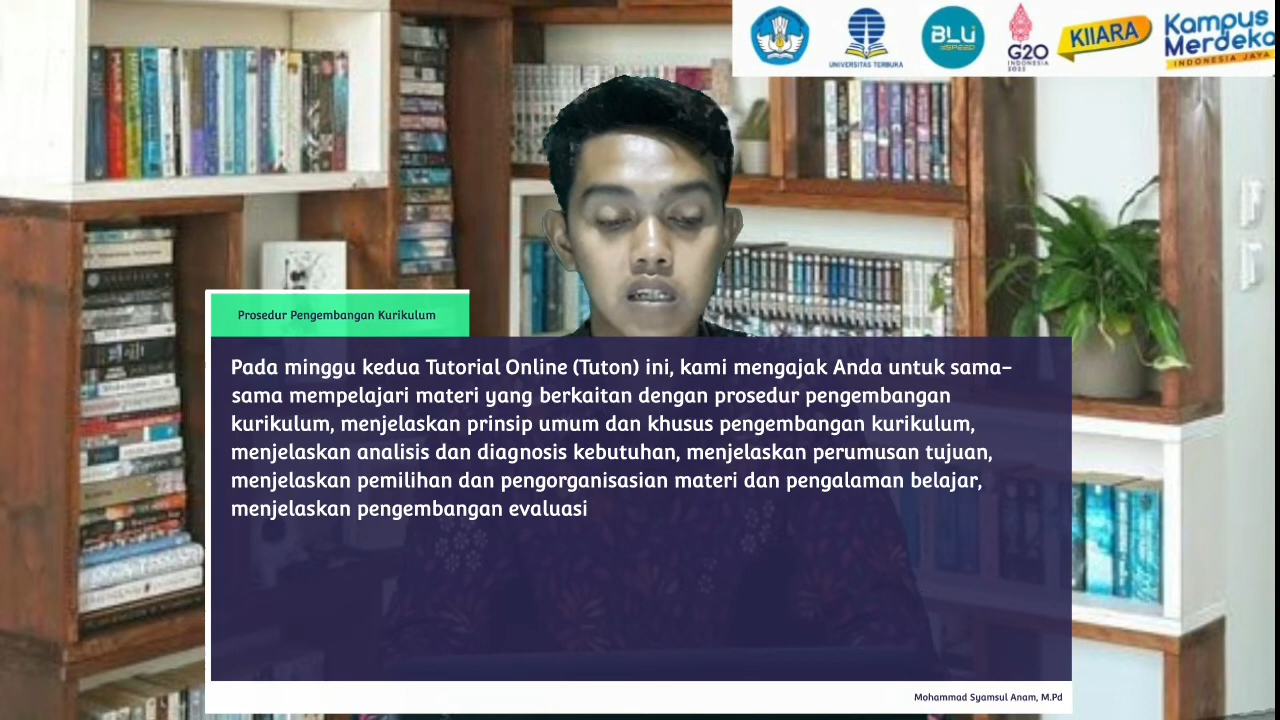 UNIVERSITAS TERBUKA
BLU
SPEED
G20
INDONESIA
2022
KIIARA
Kampus
Merdeka
INDONESIA JAYA
Prosedur Pengembangan Kurikulum
Pada minggu kedua Tutorial Online (Tuton) ini, kami mengajak Anda untuk sama-
sama mempelajari materi yang berkaitan dengan prosedur pengembangan
kurikulum, menjelaskan prinsip umum dan khusus pengembangan kurikulum,
menjelaskan analisis dan diagnosis kebutuhan, menjelaskan perumusan tujuan,
menjelaskan pemilihan dan pengorganisasian materi dan pengalaman belajar,
menjelaskan pengembangan evaluasi
Mohammad Syamsul Anam, M.Pd